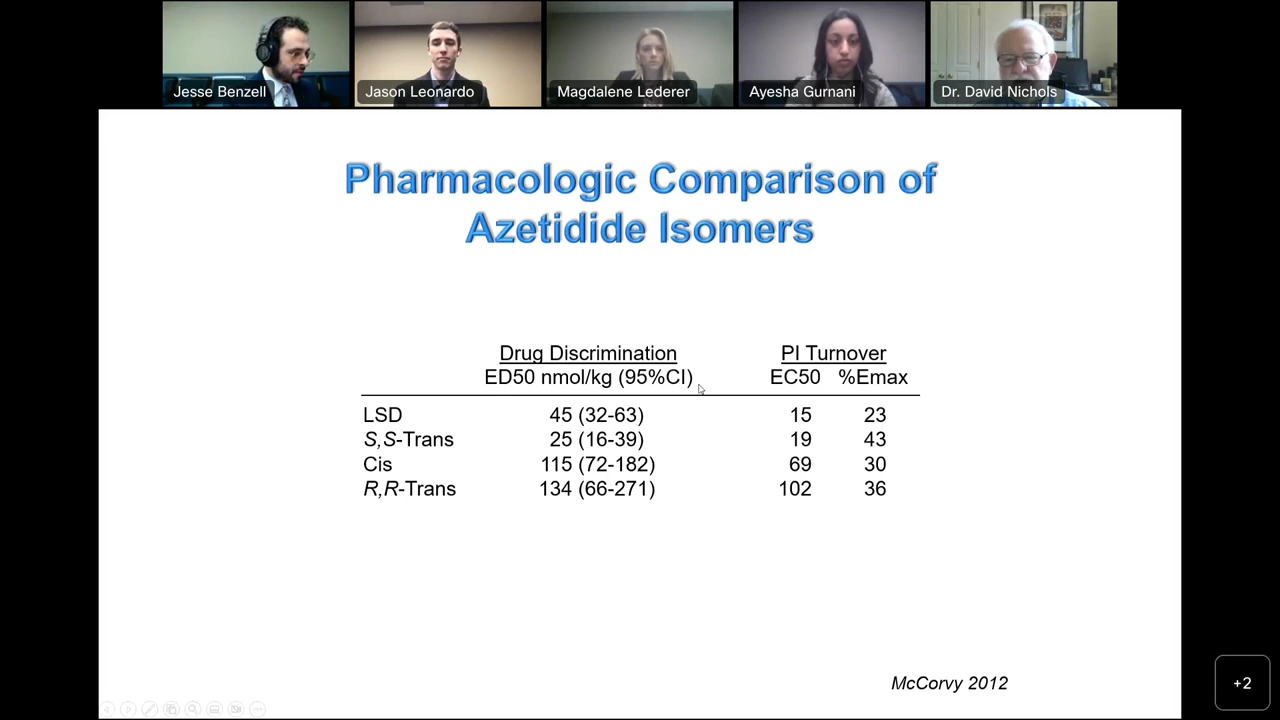 Jesse Benzell
Jason Leonardo
Magdalene Lederer
Ayesha Gurnani
Dr. David Nichols
Pharmacologic Comparison of
Azetidide Isomers
Drug Discrimination PI Turnover
ED50 nmol/kg (95%CI) EC50 %Emax
LSD 45 (32-63) 15 23
S,S-Trans 25 (16-39) 19 43
Cis 115 (72-182) 69 30
R,R-Trans 134 (66-271) 102 36
McCorvy 2012
+2